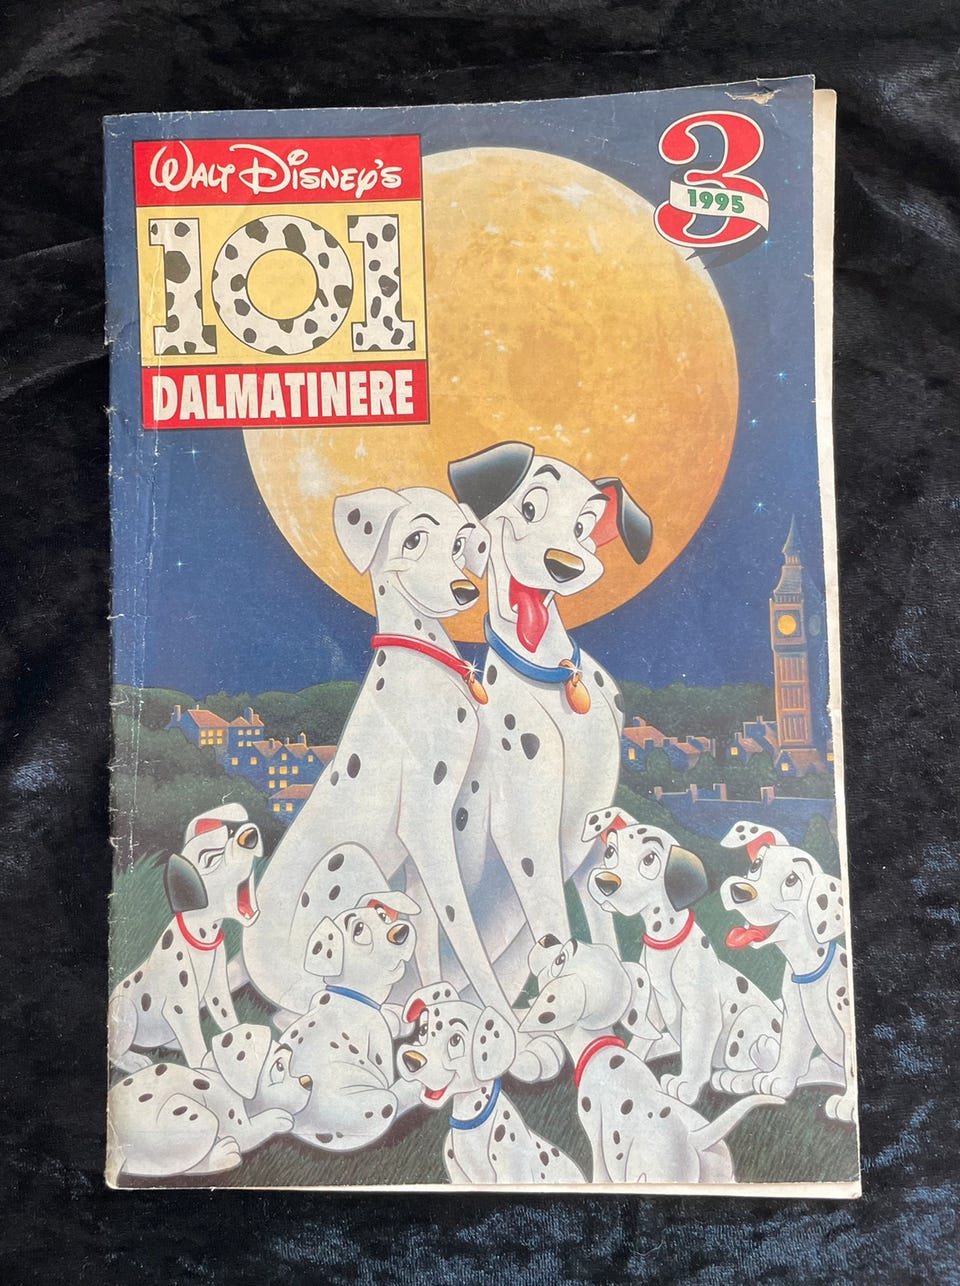 WALT DISNEY'S
101
DALMATINERE
3
1995